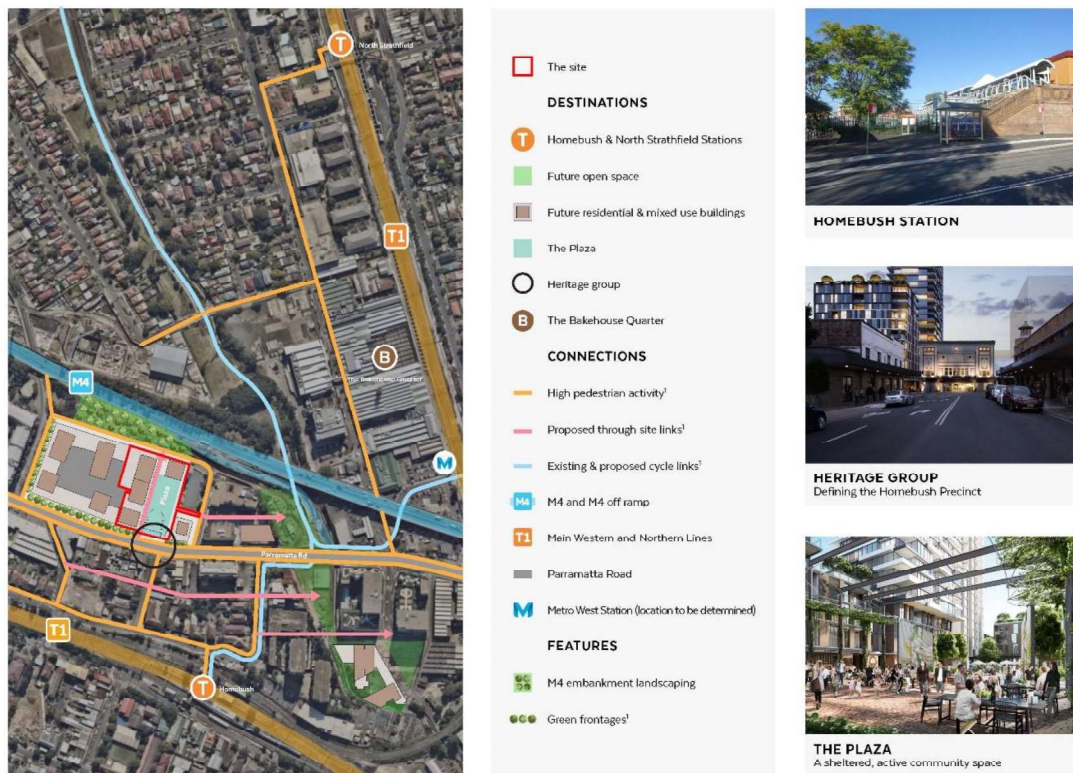 T
North Strathfield
T1
M4
B
The Bakehouse Quarter
M
Plaza
Parramatta Rd
T1
T
Homebush
The site
DESTINATIONS
T
Homebush & North Strathfield Stations
Future open space
Future residential & mixed use buildings
The Plaza
Heritage group
B
The Bakehouse Quarter
CONNECTIONS
High pedestrian activity¹
Proposed through site links¹
Existing & proposed cycle links¹
M4
M4 and M4 off ramp
T1
Main Western and Northern Lines
Parramatta Road
M
Metro West Station (location to be determined)
FEATURES
M4 embankment landscaping
Green frontages¹
HOMEBUSH STATION
HERITAGE GROUP
Defining the Homebush Precinct
THE PLAZA
A sheltered, active community space